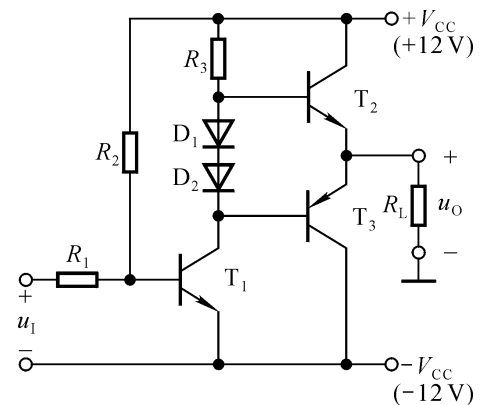 + V_CC
(+12 V)
R_3
T_2
D_1
R_2
D_2
+
R_L
u_O
T_3
−
R_1
T_1
+
u_I
−
− V_CC
(−12 V)